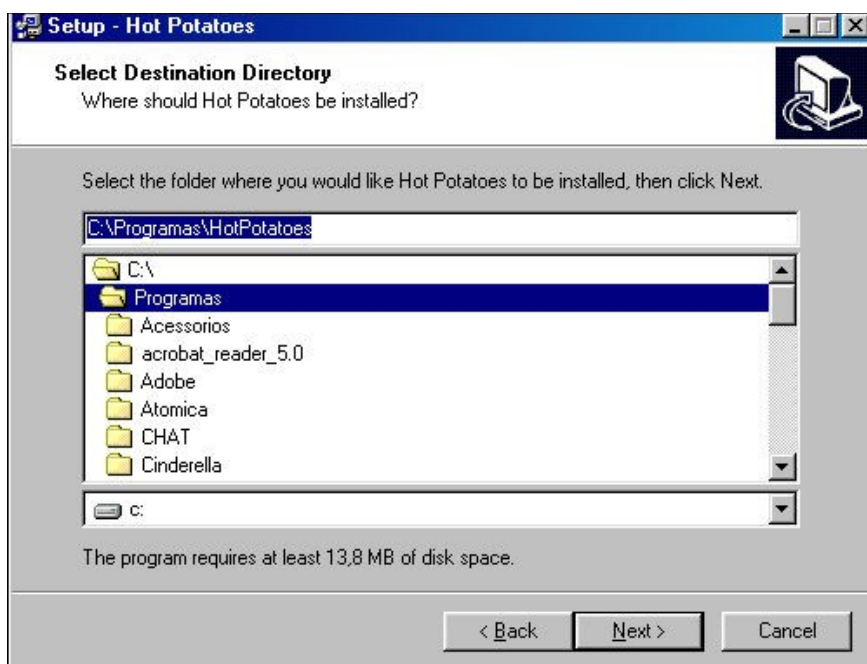 Setup - Hot Potatoes
Select Destination Directory
Where should Hot Potatoes be installed?
Select the folder where you would like Hot Potatoes to be installed, then click Next.
C:\Programas\HotPotatoes
C:\
Programas
Acessorios
acrobat_reader_5.0
Adobe
Atomica
CHAT
Cinderella
c:
The program requires at least 13,8 MB of disk space.
< Back Next > Cancel